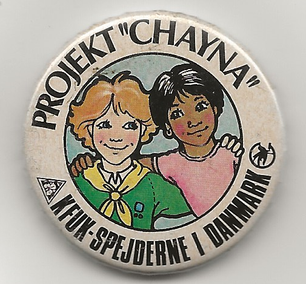 PROJEKT "CHAYNA"
KFUK-SPEJDERNE I DANMARK